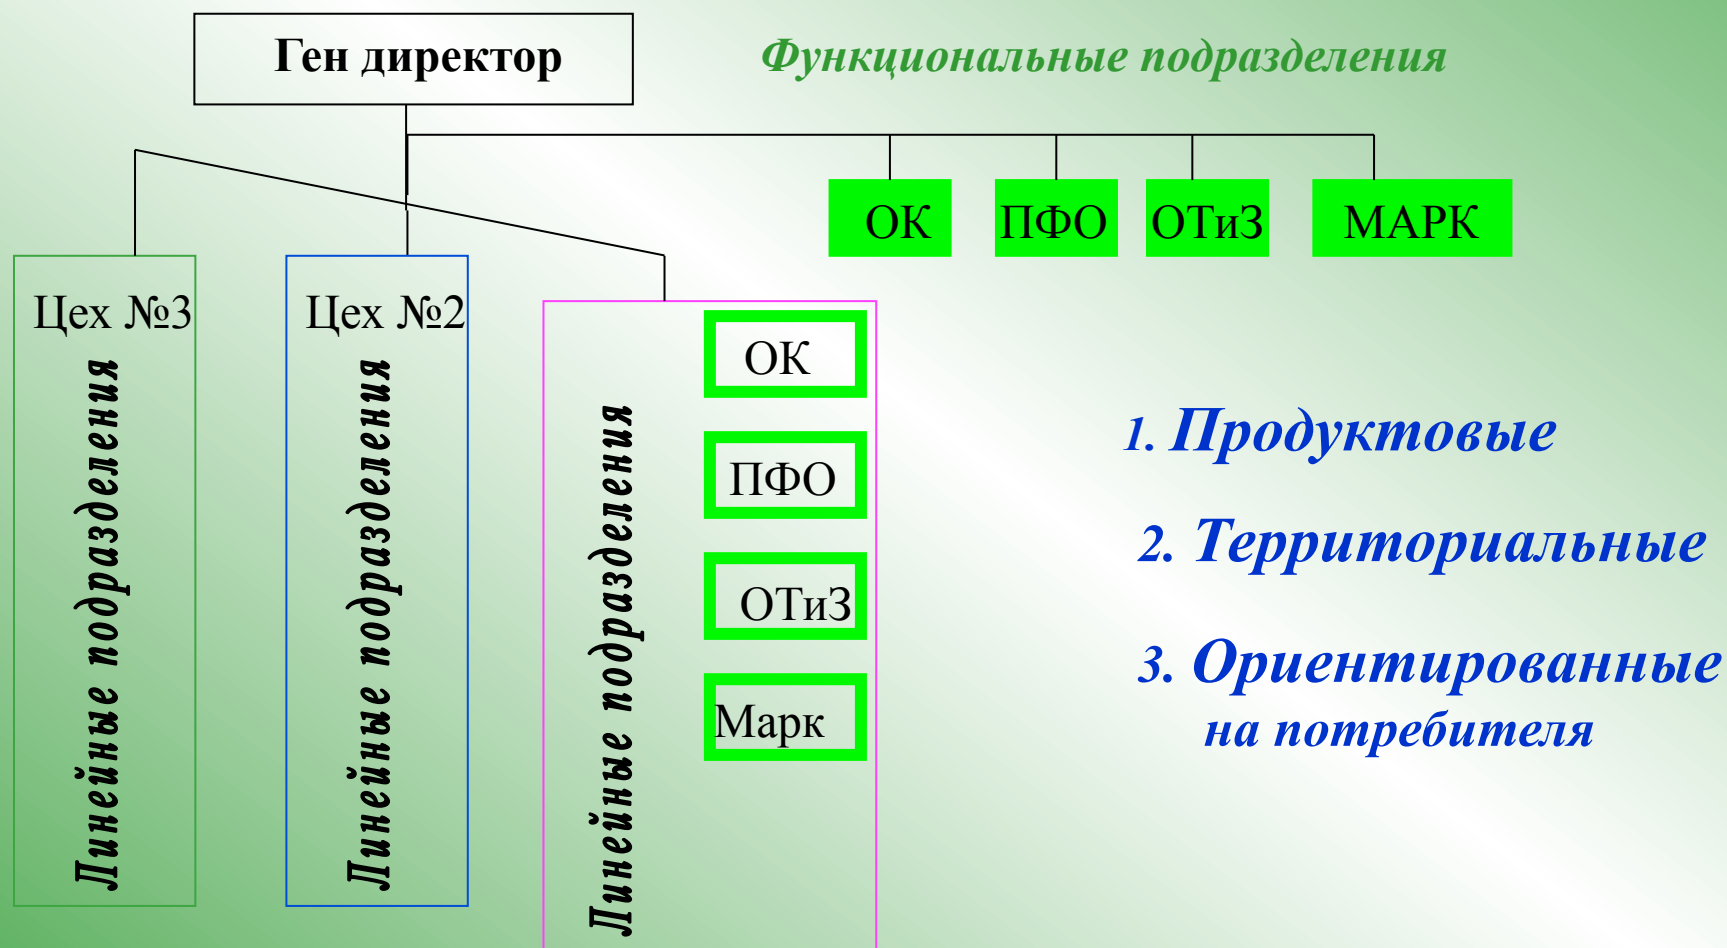 Ген директор
Функциональные подразделения
ОК
ПФО
ОТиЗ
МАРК
Цех №3
Линейные подразделения
Цех №2
Линейные подразделения
Линейные подразделения
ОК
ПФО
ОТиЗ
Марк
1. Продуктовые
2. Территориальные
3. Ориентированные
на потребителя